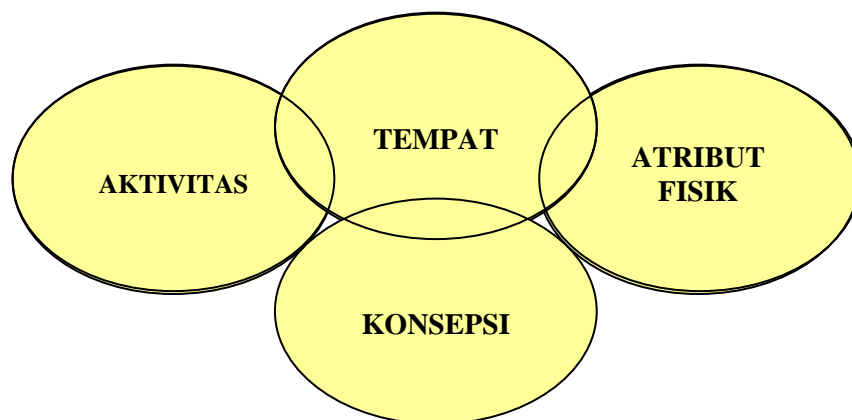 TEMPAT
AKTIVITAS
ATRIBUT
FISIK
KONSEPSI